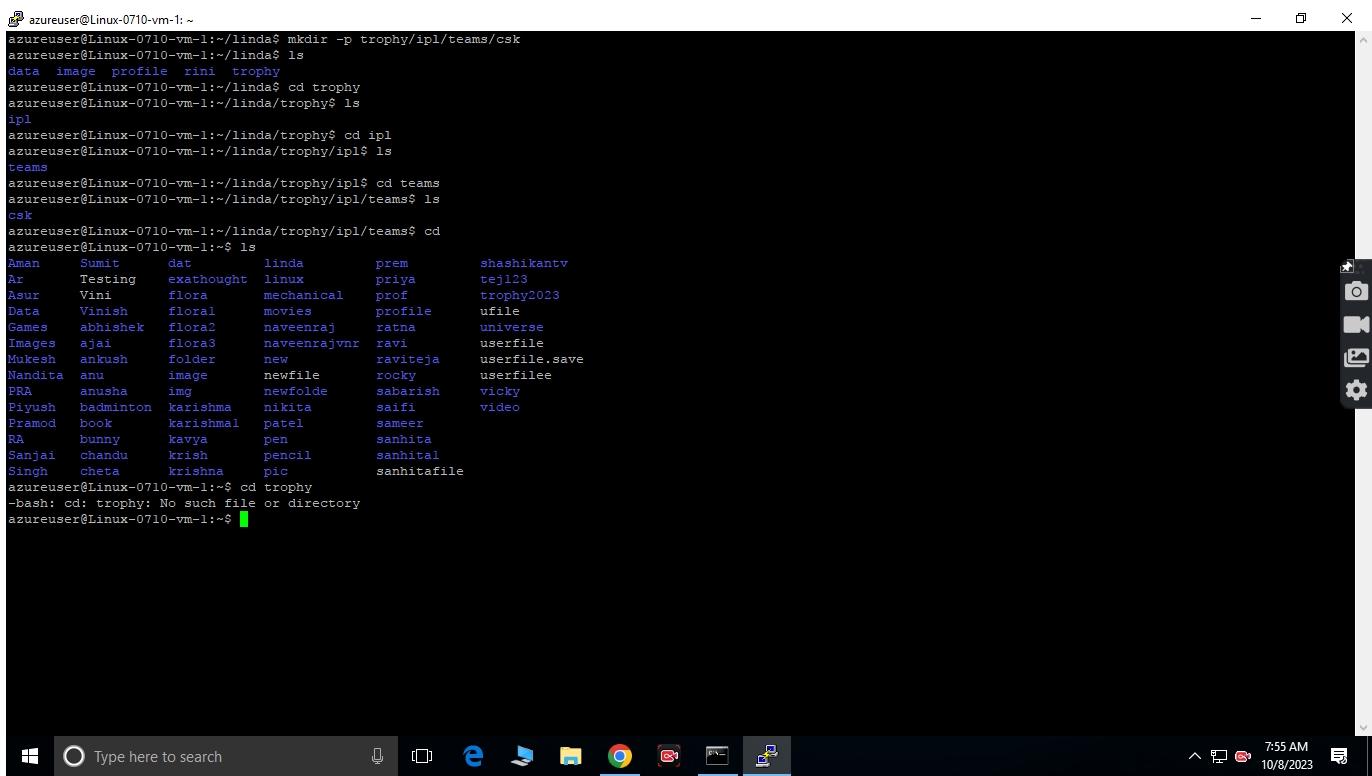 azureuser@Linux-0710-vm-1: ~
azureuser@Linux-0710-vm-1:~/linda$ mkdir -p trophy/ipl/teams/csk
azureuser@Linux-0710-vm-1:~/linda$ ls
data image profile rini trophy
azureuser@Linux-0710-vm-1:~/linda$ cd trophy
azureuser@Linux-0710-vm-1:~/linda/trophy$ ls
ipl
azureuser@Linux-0710-vm-1:~/linda/trophy$ cd ipl
azureuser@Linux-0710-vm-1:~/linda/trophy/ipl$ ls
teams
azureuser@Linux-0710-vm-1:~/linda/trophy/ipl$ cd teams
azureuser@Linux-0710-vm-1:~/linda/trophy/ipl/teams$ ls
csk
azureuser@Linux-0710-vm-1:~/linda/trophy/ipl/teams$ cd
azureuser@Linux-0710-vm-1:~$ ls
Aman Sumit dat linda prem shashikantv
Ar Testing exathought linux priya tej123
Asur Vini flora mechanical prof trophy2023
Data Vinish flora1 movies profile ufile
Games abhishek flora2 naveenraj ratna universe
Images ajai flora3 naveenrajvnr ravi userfile
Mukesh ankush folder new raviteja userfile.save
Nandita anu image newfile rocky userfilee
PRA anusha img newfolde sabarish vicky
Piyush badminton karishma nikita saifi video
Pramod book karishma1 patel sameer
RA bunny kavya pen sanhita
Sanjai chandu krish pencil sanhita1
Singh cheta krishna pic sanhitafile
azureuser@Linux-0710-vm-1:~$ cd trophy
-bash: cd: trophy: No such file or directory
azureuser@Linux-0710-vm-1:~$
Type here to search
7:55 AM
10/8/2023